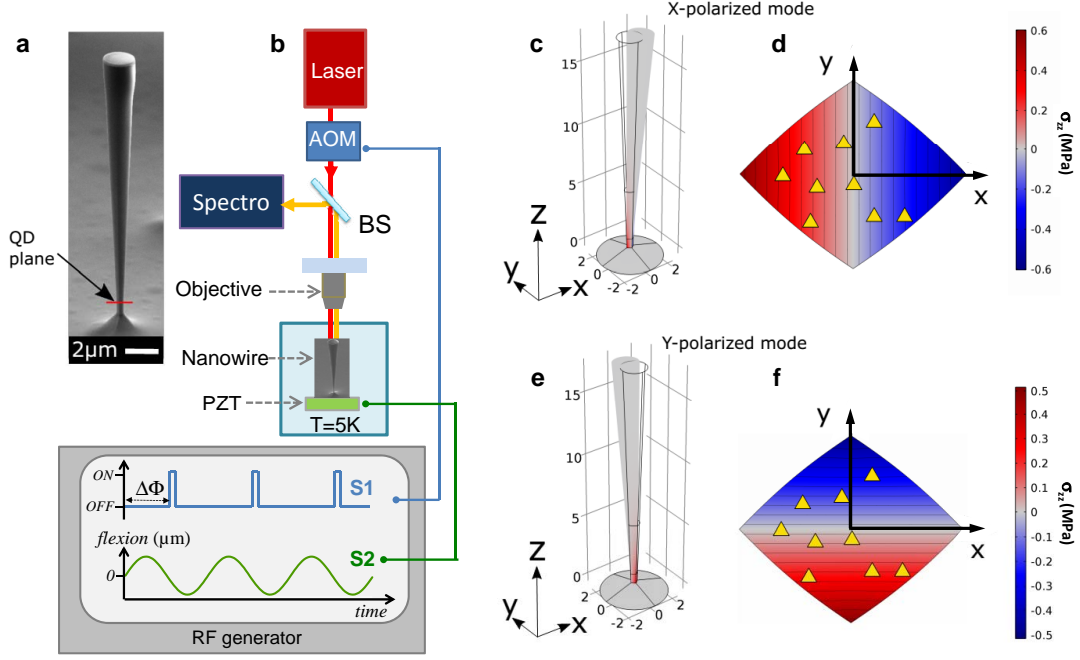 a
QD
plane
2µm
b
Laser
AOM
Spectro
BS
Objective
Nanowire
PZT
T=5K
ON
OFF
ΔΦ
S1
flexion (µm)
0
S2
time
RF generator
X-polarized mode
c
15
10
5
0
Z
y
x
-2
0
2
-2
0
2
d
y
x
0.6
0.4
0.2
0
-0.2
-0.4
-0.6
σzz (MPa)
Y-polarized mode
e
15
10
5
0
Z
y
x
-2
0
2
-2
0
2
f
y
x
0.5
0.4
0.3
0.2
0.1
0
-0.1
-0.2
-0.3
-0.4
-0.5
σzz (MPa)